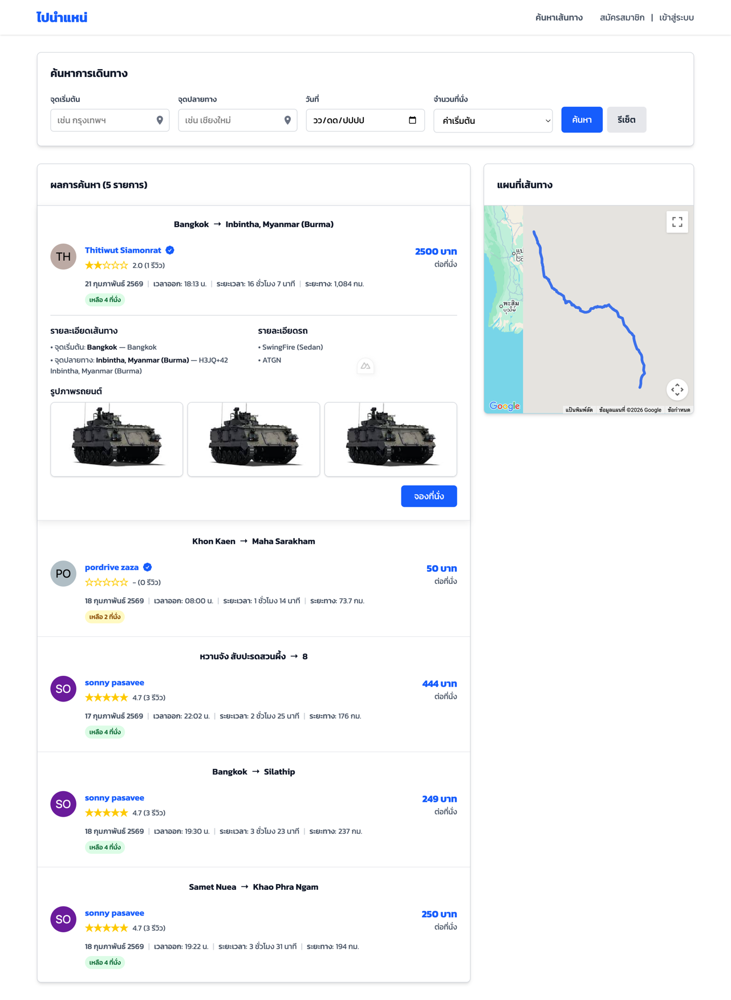 ไปนำแหน่
ค้นหาเส้นทาง สมัครสมาชิก | เข้าสู่ระบบ
ค้นหาการเดินทาง
จุดเริ่มต้น จุดปลายทาง วันที่ จำนวนที่นั่ง
เช่น กรุงเทพฯ เช่น เชียงใหม่ วว/ดด/ปปปป ค่าเริ่มต้น ค้นหา รีเซ็ต
ผลการค้นหา (5 รายการ)
Bangkok → Inbintha, Myanmar (Burma)
TH
Thitiwut Siamonrat
2500 บาท
2.0 (1 รีวิว)
ต่อที่นั่ง
21 กุมภาพันธ์ 2569 | เวลาออก: 18:13 น. | ระยะเวลา: 16 ชั่วโมง 7 นาที | ระยะทาง: 1,084 กม.
เหลือ 4 ที่นั่ง
รายละเอียดเส้นทาง
• จุดเริ่มต้น: Bangkok — Bangkok
• จุดปลายทาง: Inbintha, Myanmar (Burma) — H3JQ+42
Inbintha, Myanmar (Burma)
รายละเอียดรถ
• SwingFire (Sedan)
• ATGN
รูปภาพรถยนต์
จองที่นั่ง
Khon Kaen → Maha Sarakham
PO
pordrive zaza
50 บาท
- (0 รีวิว)
ต่อที่นั่ง
18 กุมภาพันธ์ 2569 | เวลาออก: 08:00 น. | ระยะเวลา: 1 ชั่วโมง 14 นาที | ระยะทาง: 73.7 กม.
เหลือ 2 ที่นั่ง
หวานจัง สับปะรดสวนผึ้ง → 8
SO
sonny pasavee
444 บาท
4.7 (3 รีวิว)
ต่อที่นั่ง
17 กุมภาพันธ์ 2569 | เวลาออก: 22:02 น. | ระยะเวลา: 2 ชั่วโมง 25 นาที | ระยะทาง: 176 กม.
เหลือ 4 ที่นั่ง
Bangkok → Silathip
SO
sonny pasavee
249 บาท
4.7 (3 รีวิว)
ต่อที่นั่ง
18 กุมภาพันธ์ 2569 | เวลาออก: 19:30 น. | ระยะเวลา: 3 ชั่วโมง 23 นาที | ระยะทาง: 237 กม.
เหลือ 4 ที่นั่ง
Samet Nuea → Khao Phra Ngam
SO
sonny pasavee
250 บาท
4.7 (3 รีวิว)
ต่อที่นั่ง
18 กุมภาพันธ์ 2569 | เวลาออก: 19:22 น. | ระยะเวลา: 3 ชั่วโมง 31 นาที | ระยะทาง: 194 กม.
เหลือ 4 ที่นั่ง
แผนที่เส้นทาง
พะสิม
ပုသိမ်
Google
แป้นพิมพ์ลัด ข้อมูลแผนที่ ©2026 Google ข้อกำหนด